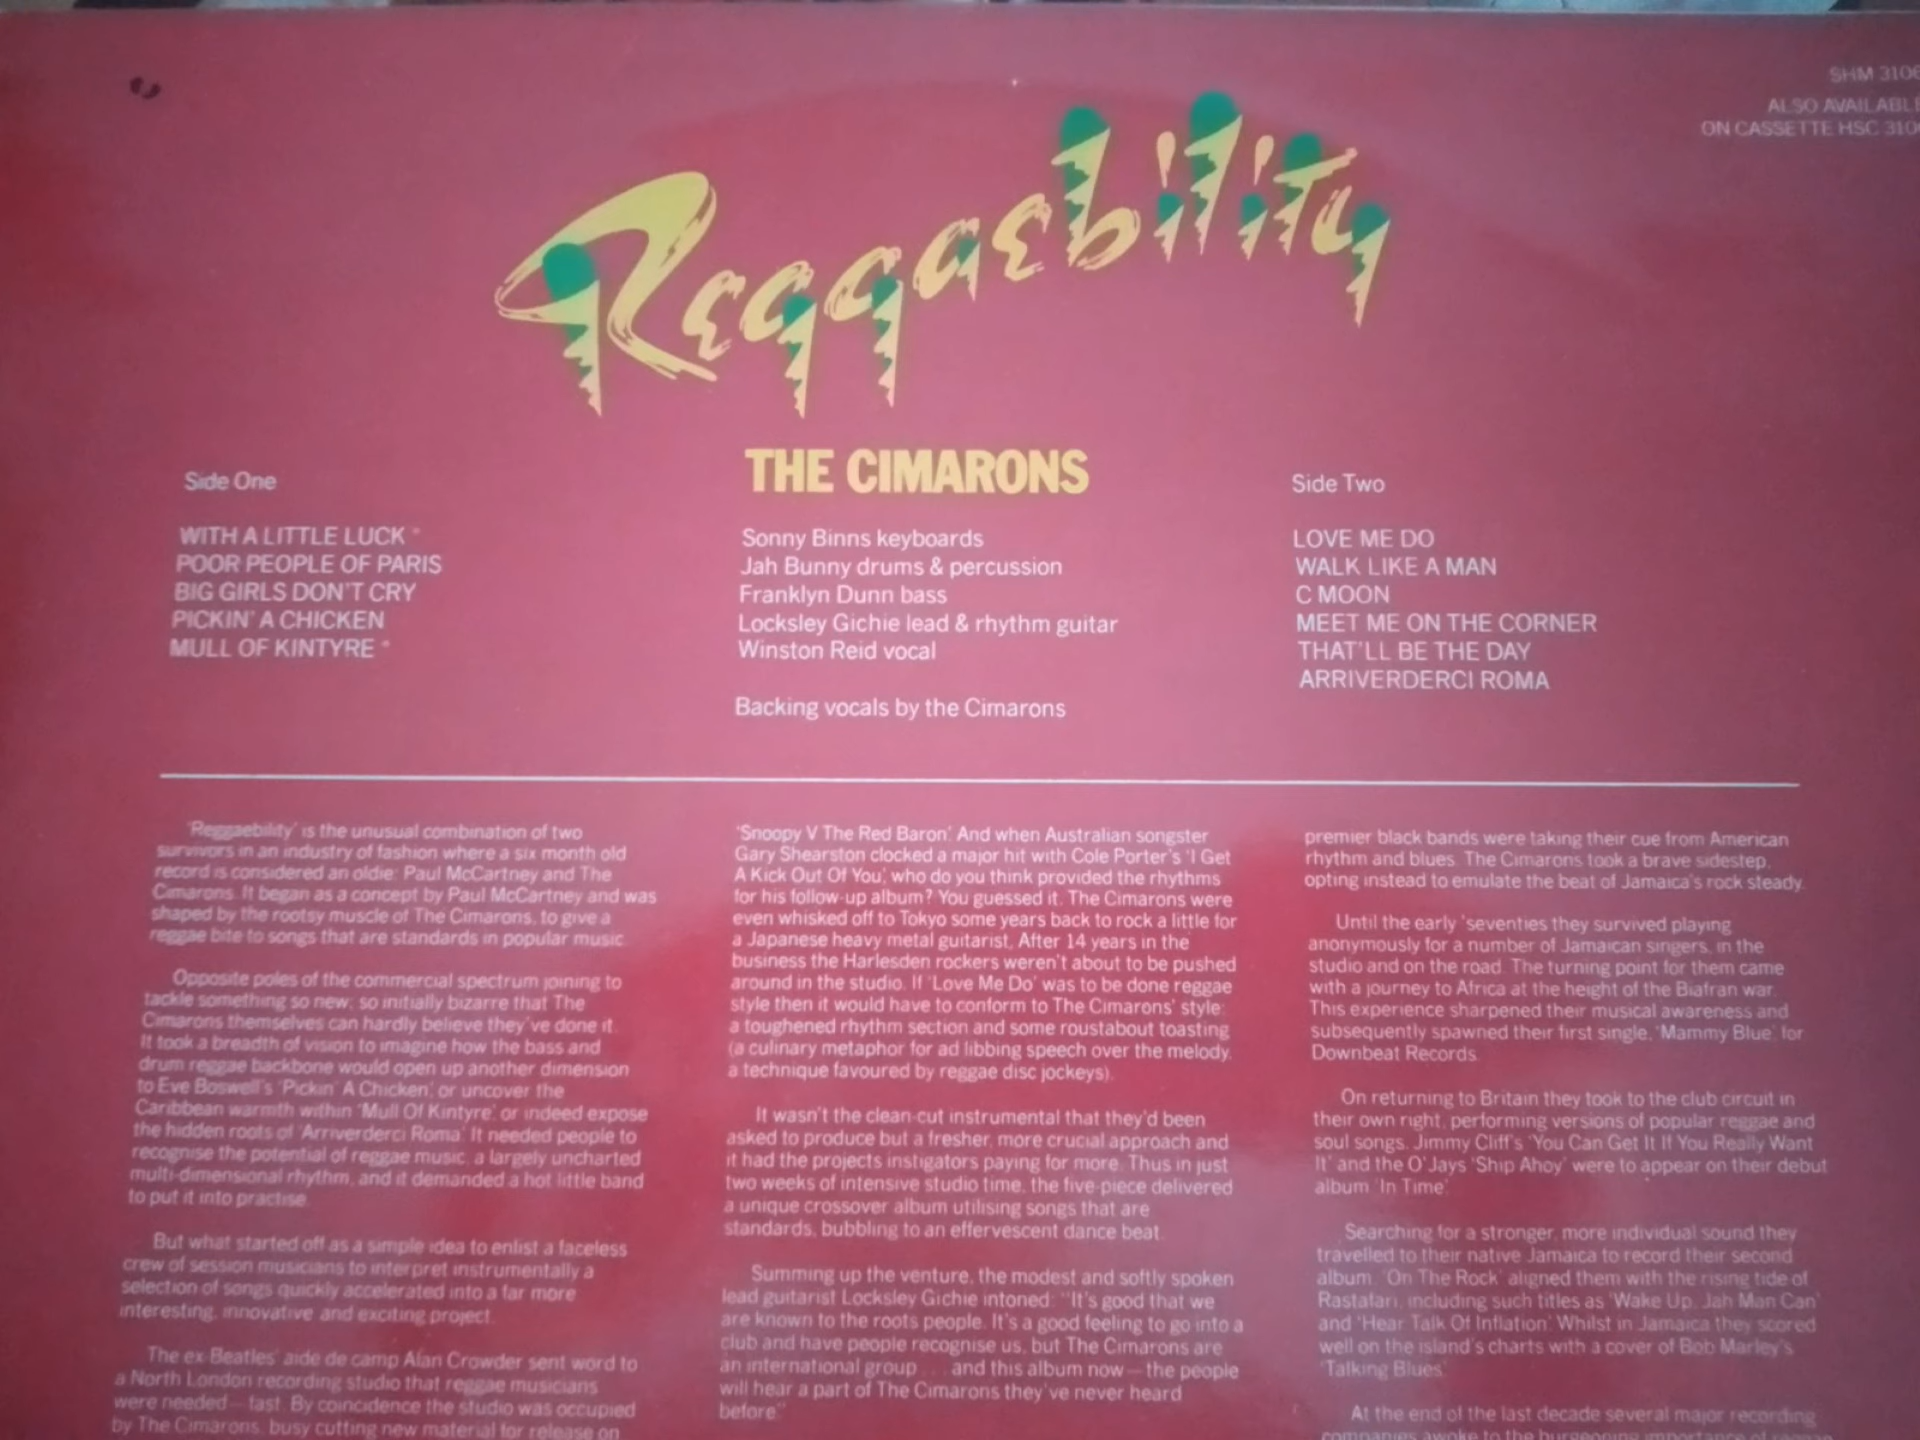 SHM 3106
ALSO AVAILABLE
ON CASSETTE HSC 310
Reggaebility
THE CIMARONS
Side One
WITH A LITTLE LUCK *
POOR PEOPLE OF PARIS
BIG GIRLS DON'T CRY
PICKIN' A CHICKEN
MULL OF KINTYRE *
Sonny Binns keyboards
Jah Bunny drums & percussion
Franklyn Dunn bass
Locksley Gichie lead & rhythm guitar
Winston Reid vocal
Backing vocals by the Cimarons
Side Two
LOVE ME DO
WALK LIKE A MAN
C MOON
MEET ME ON THE CORNER
THAT'LL BE THE DAY
ARRIVERDERCI ROMA
'Reggaebility' is the unusual combination of two
survivors in an industry of fashion where a six month old
record is considered an oldie: Paul McCartney and The
Cimarons. It began as a concept by Paul McCartney and was
shaped by the rootsy muscle of The Cimarons, to give a
reggae bite to songs that are standards in popular music.
Opposite poles of the commercial spectrum joining to
tackle something so new; so initially bizarre that The
Cimarons themselves can hardly believe they've done it.
It took a breadth of vision to imagine how the bass and
drum reggae backbone would open up another dimension
to Eve Boswell's 'Pickin' A Chicken', or uncover the
Caribbean warmth within 'Mull Of Kintyre' or indeed expose
the hidden roots of 'Arriverderci Roma'. It needed people to
recognise the potential of reggae music, a largely uncharted
multi-dimensional rhythm, and it demanded a hot little band
to put it into practise.
But what started off as a simple idea to enlist a faceless
crew of session musicians to interpret instrumentally a
selection of songs quickly accelerated into a far more
interesting, innovative and exciting project.
The ex-Beatles' aide de camp Alan Crowder sent word to
a North London recording studio that reggae musicians
were needed — fast. By coincidence the studio was occupied
by The Cimarons, busy cutting new material for release on
'Snoopy V The Red Baron'. And when Australian songster
Gary Shearston clocked a major hit with Cole Porter's 'I Get
A Kick Out Of You', who do you think provided the rhythms
for his follow-up album? You guessed it. The Cimarons were
even whisked off to Tokyo some years back to rock a little for
a Japanese heavy metal guitarist. After 14 years in the
business the Harlesden rockers weren't about to be pushed
around in the studio. If 'Love Me Do' was to be done reggae
style then it would have to conform to The Cimarons' style:
a toughened rhythm section and some roustabout toasting
(a culinary metaphor for ad libbing speech over the melody,
a technique favoured by reggae disc jockeys).
It wasn't the clean-cut instrumental that they'd been
asked to produce but a fresher, more crucial approach and
it had the projects instigators paying for more. Thus in just
two weeks of intensive studio time, the five-piece delivered
a unique crossover album utilising songs that are
standards, bubbling to an effervescent dance beat.
Summing up the venture, the modest and softly spoken
lead guitarist Locksley Gichie intoned: "It's good that we
are known to the roots people. It's a good feeling to go into a
club and have people recognise us, but The Cimarons are
an international group . . . and this album now — the people
will hear a part of The Cimarons they've never heard
before."
premier black bands were taking their cue from American
rhythm and blues. The Cimarons took a brave sidestep,
opting instead to emulate the beat of Jamaica's rock steady.
Until the early 'seventies they survived playing
anonymously for a number of Jamaican singers, in the
studio and on the road. The turning point for them came
with a journey to Africa at the height of the Biafran war.
This experience sharpened their musical awareness and
subsequently spawned their first single, 'Mammy Blue', for
Downbeat Records.
On returning to Britain they took to the club circuit in
their own right, performing versions of popular reggae and
soul songs. Jimmy Cliff's 'You Can Get It If You Really Want
It' and the O'Jays 'Ship Ahoy' were to appear on their debut
album 'In Time'.
Searching for a stronger, more individual sound they
travelled to their native Jamaica to record their second
album. 'On The Rock' aligned them with the rising tide of
Rastafari, including such titles as 'Wake Up, Jah Man Can'
and 'Hear Talk Of Inflation'. Whilst in Jamaica they scored
well on the island's charts with a cover of Bob Marley's
'Talking Blues'.
At the end of the last decade several major recording
companies awoke to the burgeoning importance of reggae